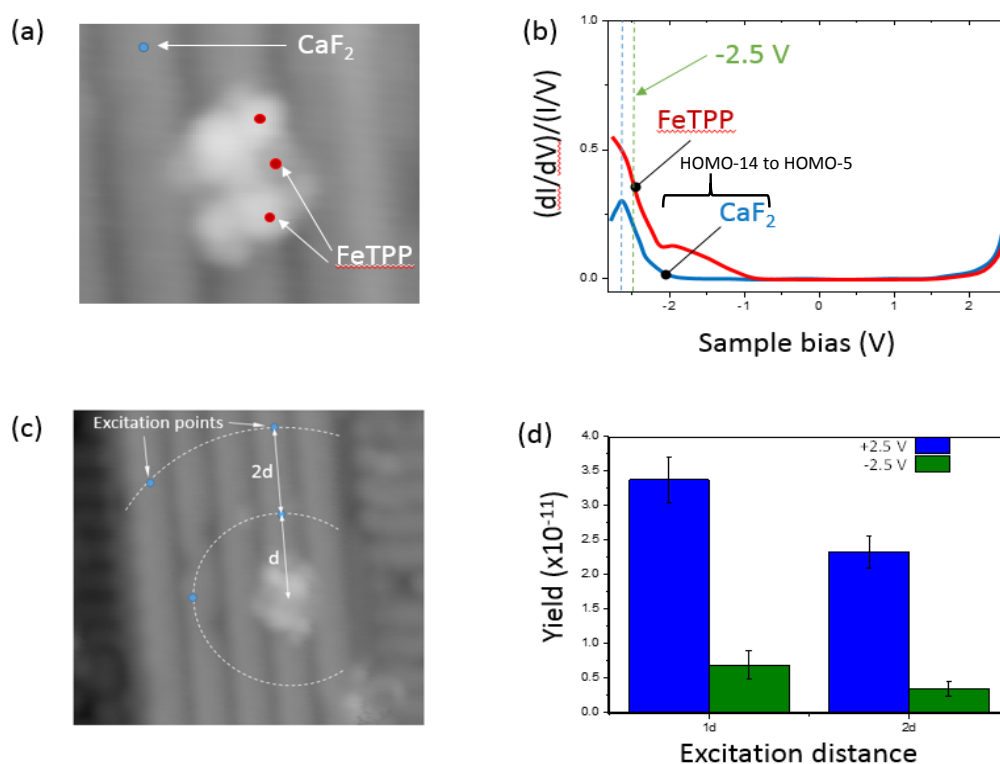 (a)
CaF₂
FeTPP
(b)
1.0
0.5
0.0
(dI/dV)/(I/V)
-2.5 V
FeTPP
HOMO-14 to HOMO-5
CaF₂
-2
-1
0
1
2
Sample bias (V)
(c)
Excitation points
2d
d
(d)
4.0
3.5
3.0
2.5
2.0
1.5
1.0
0.5
0.0
Yield (x10⁻¹¹)
+2.5 V
-2.5 V
1d
2d
Excitation distance